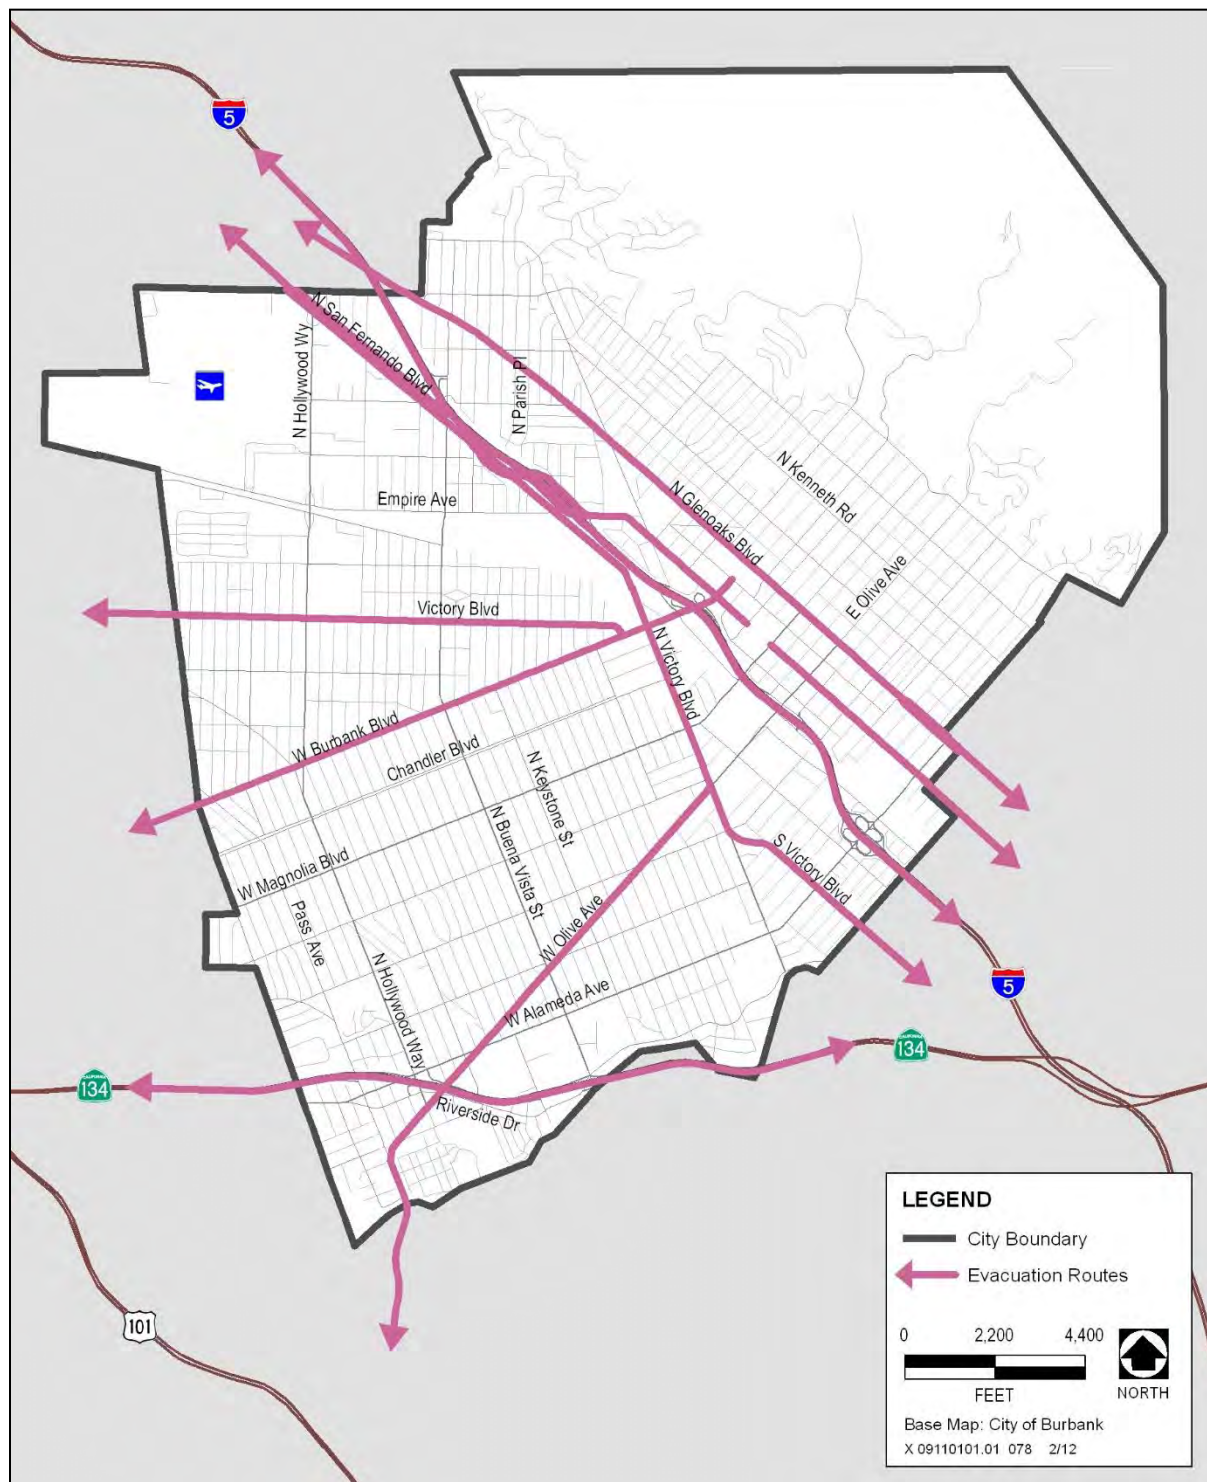 5
N San Fernando Blvd
N Hollywood Wy
N Parish Pl
N Kenneth Rd
Empire Ave
N Glenoaks Blvd
E Olive Ave
Victory Blvd
N Victory Blvd
W Burbank Blvd
Chandler Blvd
N Keystone St
W Magnolia Blvd
N Buena Vista St
S Victory Blvd
Pass Ave
W Olive Ave
N Hollywood Way
W Alameda Ave
5
CALIFORNIA
134
CALIFORNIA
134
Riverside Dr
101
LEGEND
City Boundary
Evacuation Routes
0 2,200 4,400
FEET
NORTH
Base Map: City of Burbank
X 09110101.01 078 2/12